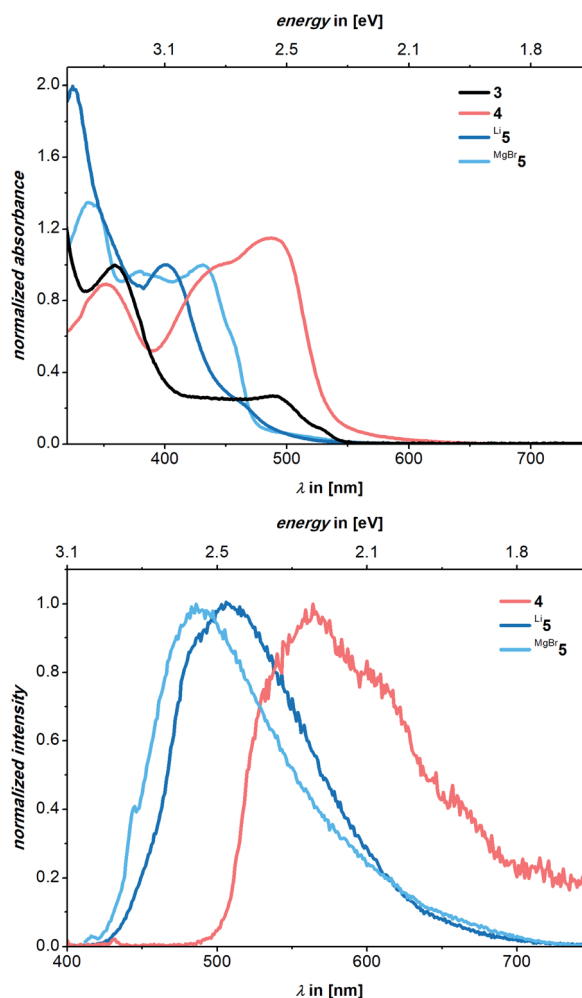 energy in [eV]
3.1 2.5 2.1 1.8
2.0
1.6
1.2
0.8
0.4
0.0
normalized absorbance
3
4
Li5
MgBr5
400 500 600 700
λ in [nm]
energy in [eV]
3.1 2.5 2.1 1.8
1.0
0.8
0.6
0.4
0.2
0.0
normalized intensity
4
Li5
MgBr5
400 500 600 700
λ in [nm]